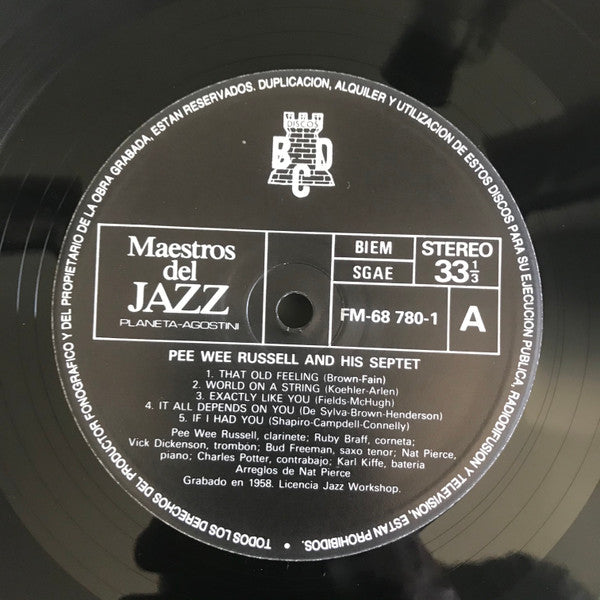 TODOS LOS DERECHOS DEL PRODUCTOR FONOGRAFICO Y DEL PROPIETARIO DE LA OBRA GRABADA, ESTAN RESERVADOS. DUPLICACION, ALQUILER Y UTILIZACION DE ESTOS DISCOS PARA SU EJECUCION PUBLICA, RADIODIFUSION Y TELEVISION, ESTAN PROHIBIDOS. •
DISCOS
B C D
Maestros
del
JAZZ
PLANETA-AGOSTINI
BIEM
SGAE
STEREO
33 1/3
FM-68 780-1
A
PEE WEE RUSSELL AND HIS SEPTET
1. THAT OLD FEELING (Brown-Fain)
2. WORLD ON A STRING (Koehler-Arlen)
3. EXACTLY LIKE YOU (Fields-McHugh)
4. IT ALL DEPENDS ON YOU (De Sylva-Brown-Henderson)
5. IF I HAD YOU (Shapiro-Campdell-Connelly)
Pee Wee Russell, clarinete; Ruby Braff, corneta;
Vick Dickenson, trombón; Bud Freeman, saxo tenor; Nat Pierce,
piano; Charles Potter, contrabajo; Karl Kiffe, bateria
Arreglos de Nat Pierce
Grabado en 1958. Licencia Jazz Workshop.